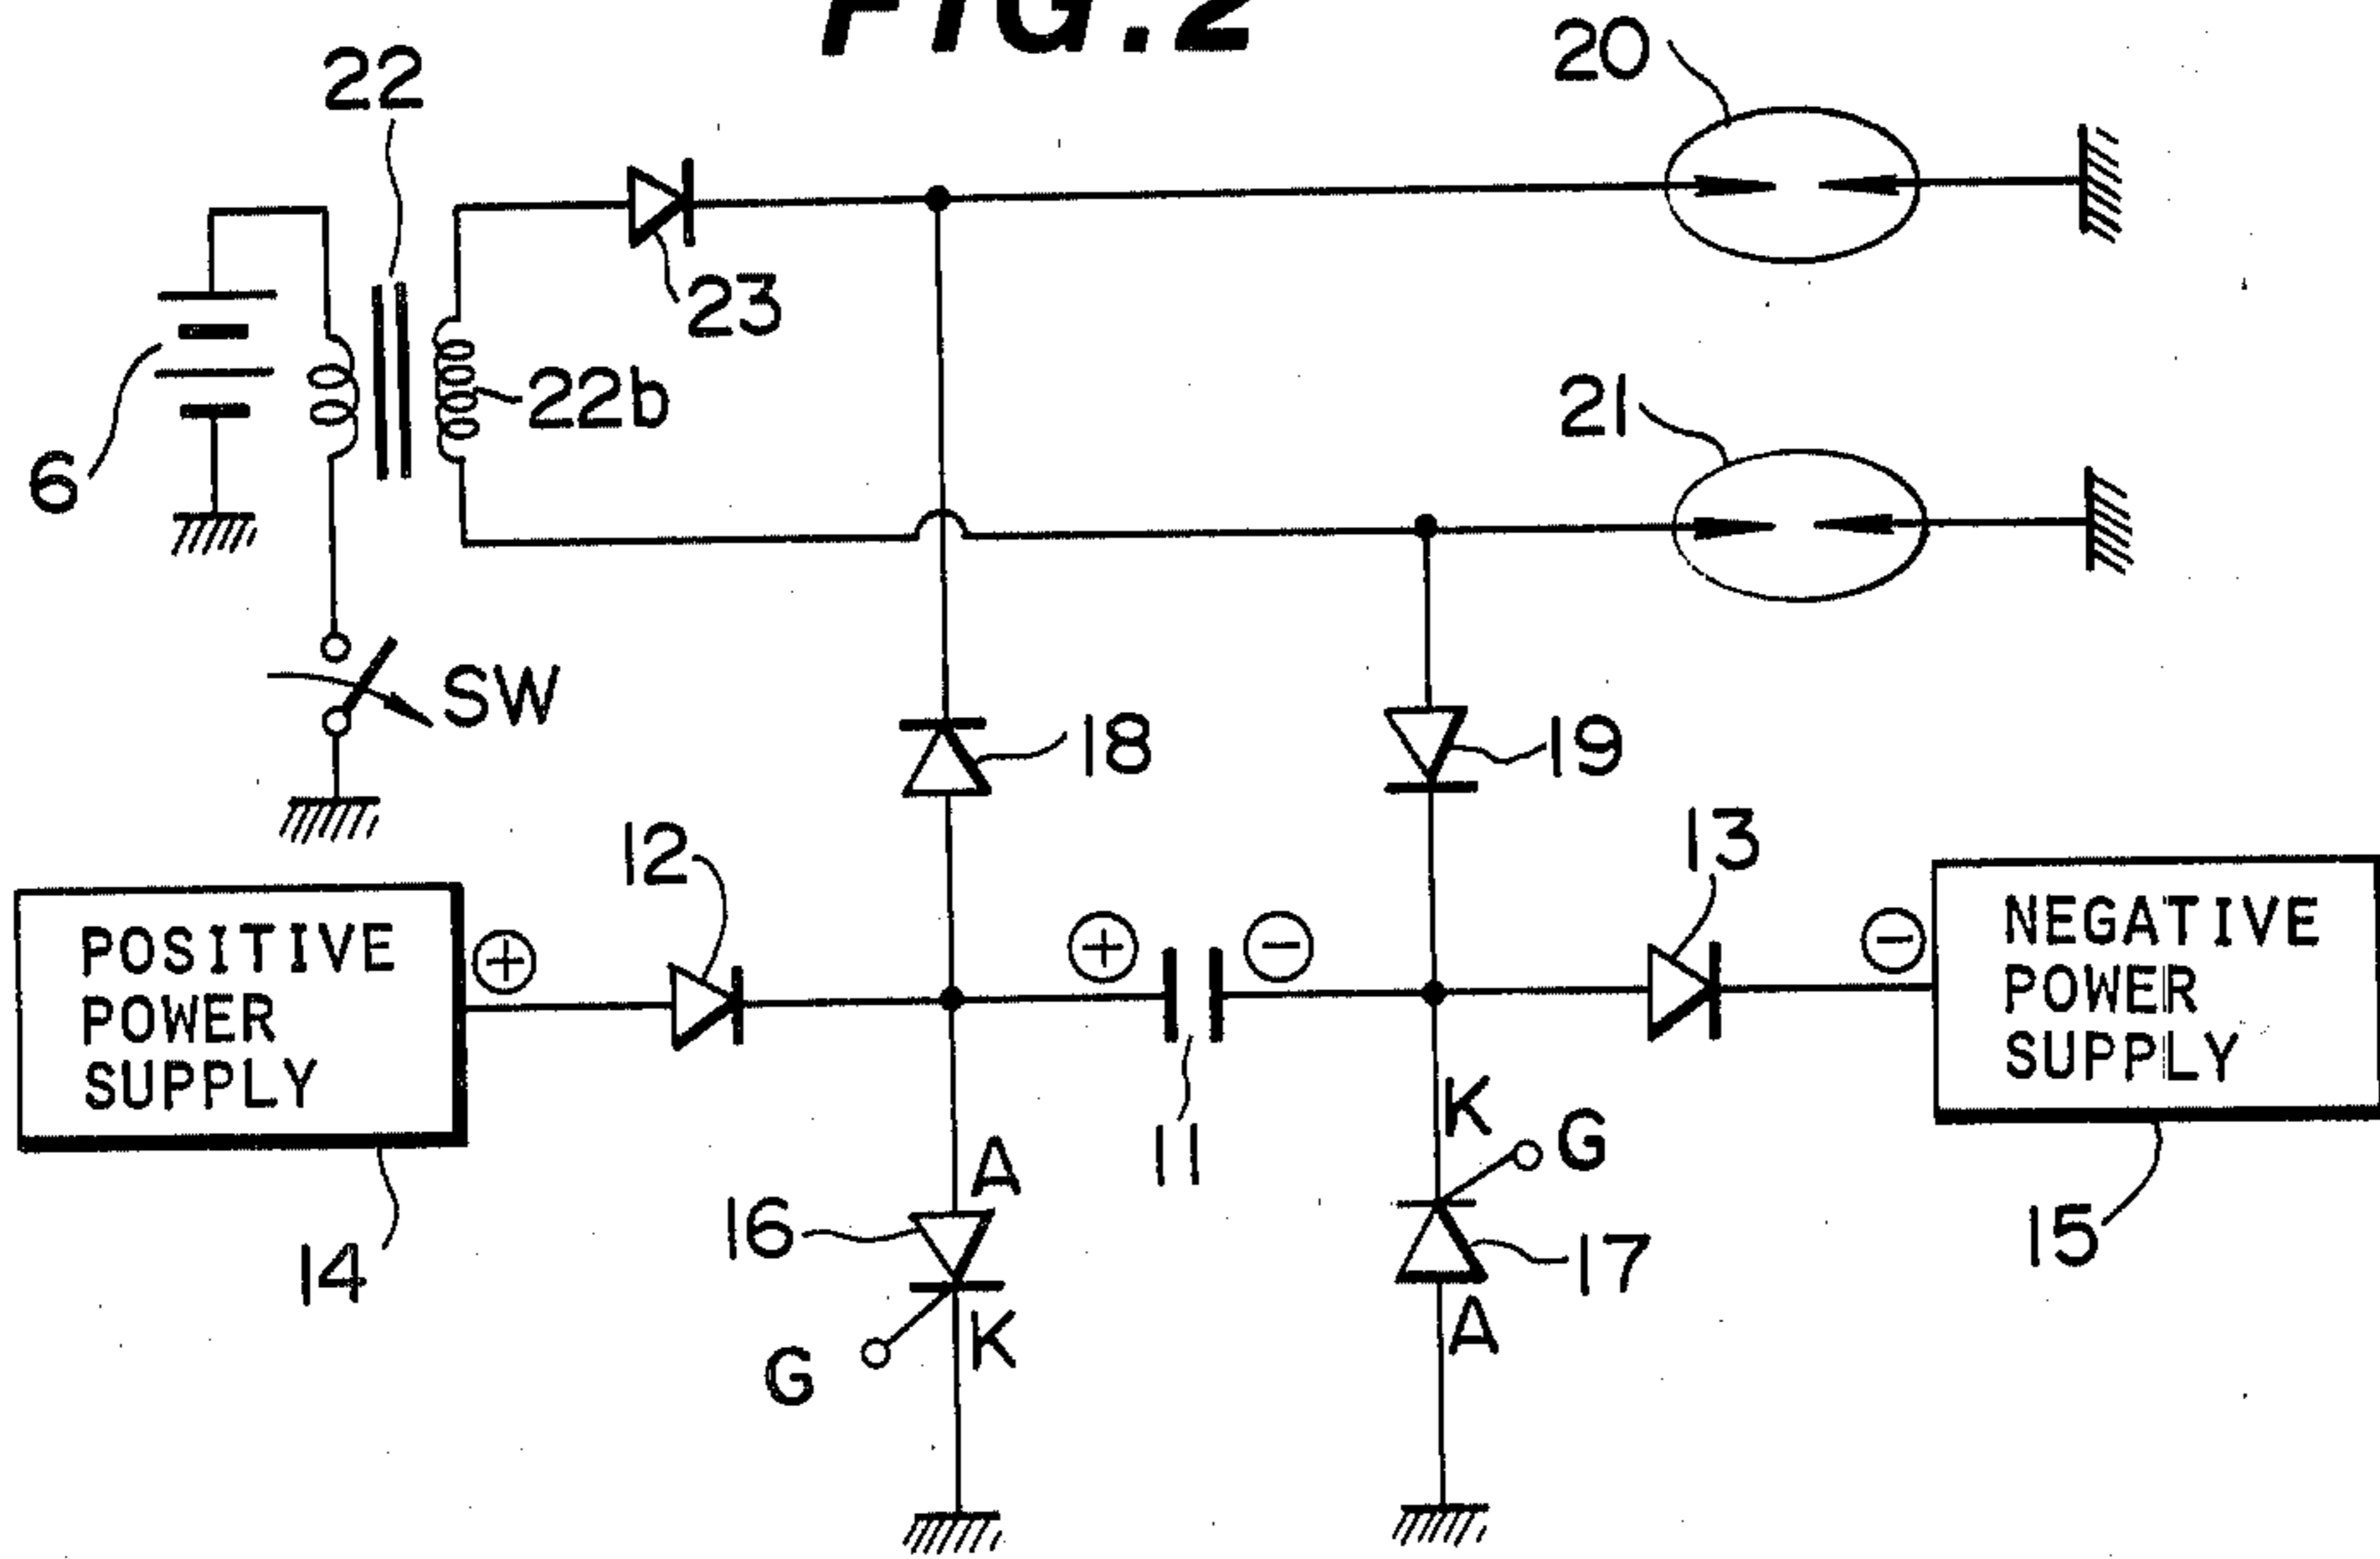 FIG.2
22
20
23
22b
21
6
SW
18
19
12
13
POSITIVE
POWER
SUPPLY
+
+
−
−
NEGATIVE
POWER
SUPPLY
11
K
G
A
16
14
17
15
K
A
G